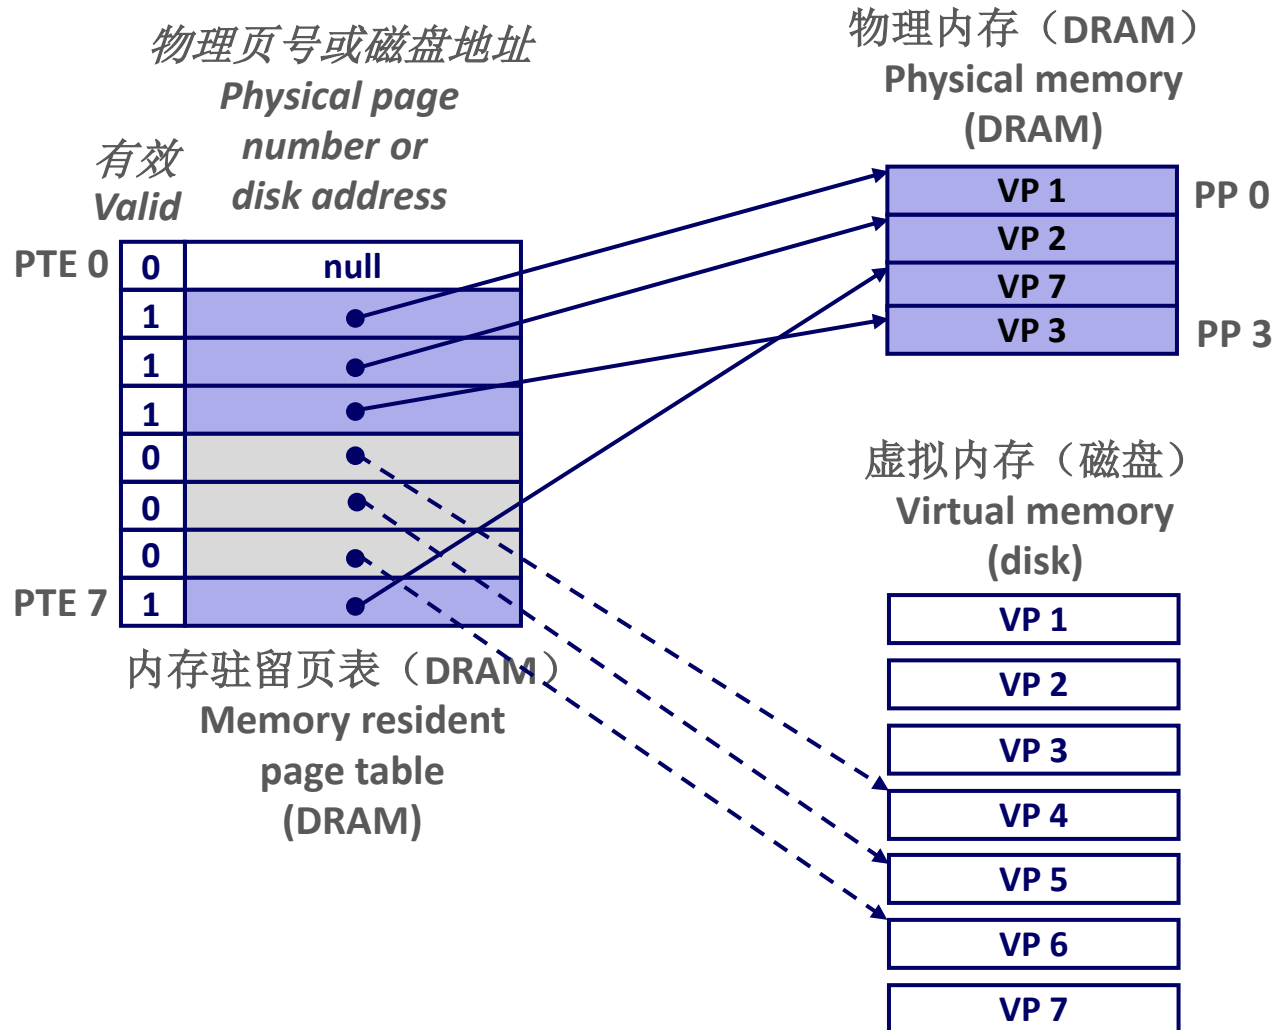 物理页号或磁盘地址
Physical page
number or
disk address
有效
Valid
PTE 0
0
null
1
1
1
0
0
0
PTE 7
1
内存驻留页表（DRAM）
Memory resident
page table
(DRAM)
物理内存（DRAM）
Physical memory
(DRAM)
VP 1
PP 0
VP 2
VP 7
VP 3
PP 3
虚拟内存（磁盘）
Virtual memory
(disk)
VP 1
VP 2
VP 3
VP 4
VP 5
VP 6
VP 7